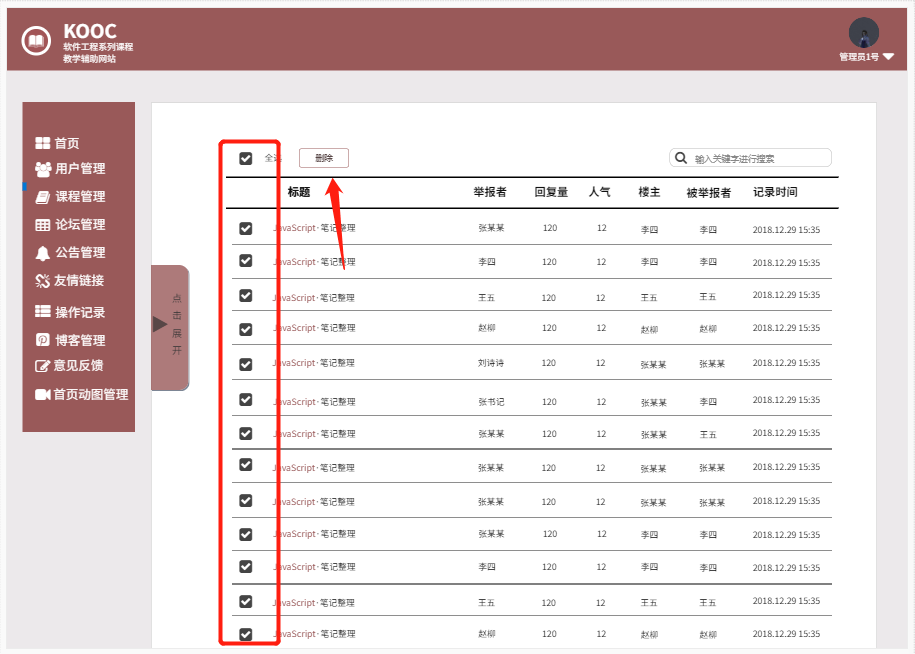 KOOC
软件工程系列课程
教学辅助网站
管理员1号
首页
用户管理
课程管理
论坛管理
公告管理
友情链接
操作记录
博客管理
意见反馈
首页动图管理
点
击
展
开
全选 删除 输入关键字进行搜索
标题 举报者 回复量 人气 楼主 被举报者 记录时间
JavaScript·笔记整理 张某某 120 12 李四 李四 2018.12.29 15:35
JavaScript·笔记整理 李四 120 12 李四 李四 2018.12.29 15:35
JavaScript·笔记整理 王五 120 12 王五 王五 2018.12.29 15:35
JavaScript·笔记整理 赵柳 120 12 赵柳 赵柳 2018.12.29 15:35
JavaScript·笔记整理 刘诗诗 120 12 张某某 张某某 2018.12.29 15:35
JavaScript·笔记整理 张书记 120 12 张某某 李四 2018.12.29 15:35
JavaScript·笔记整理 张某某 120 12 张某某 王五 2018.12.29 15:35
JavaScript·笔记整理 张某某 120 12 张某某 张某某 2018.12.29 15:35
JavaScript·笔记整理 张某某 120 12 张某某 张某某 2018.12.29 15:35
JavaScript·笔记整理 张某某 120 12 李四 李四 2018.12.29 15:35
JavaScript·笔记整理 李四 120 12 李四 李四 2018.12.29 15:35
JavaScript·笔记整理 王五 120 12 王五 王五 2018.12.29 15:35
JavaScript·笔记整理 赵柳 120 12 赵柳 赵柳 2018.12.29 15:35